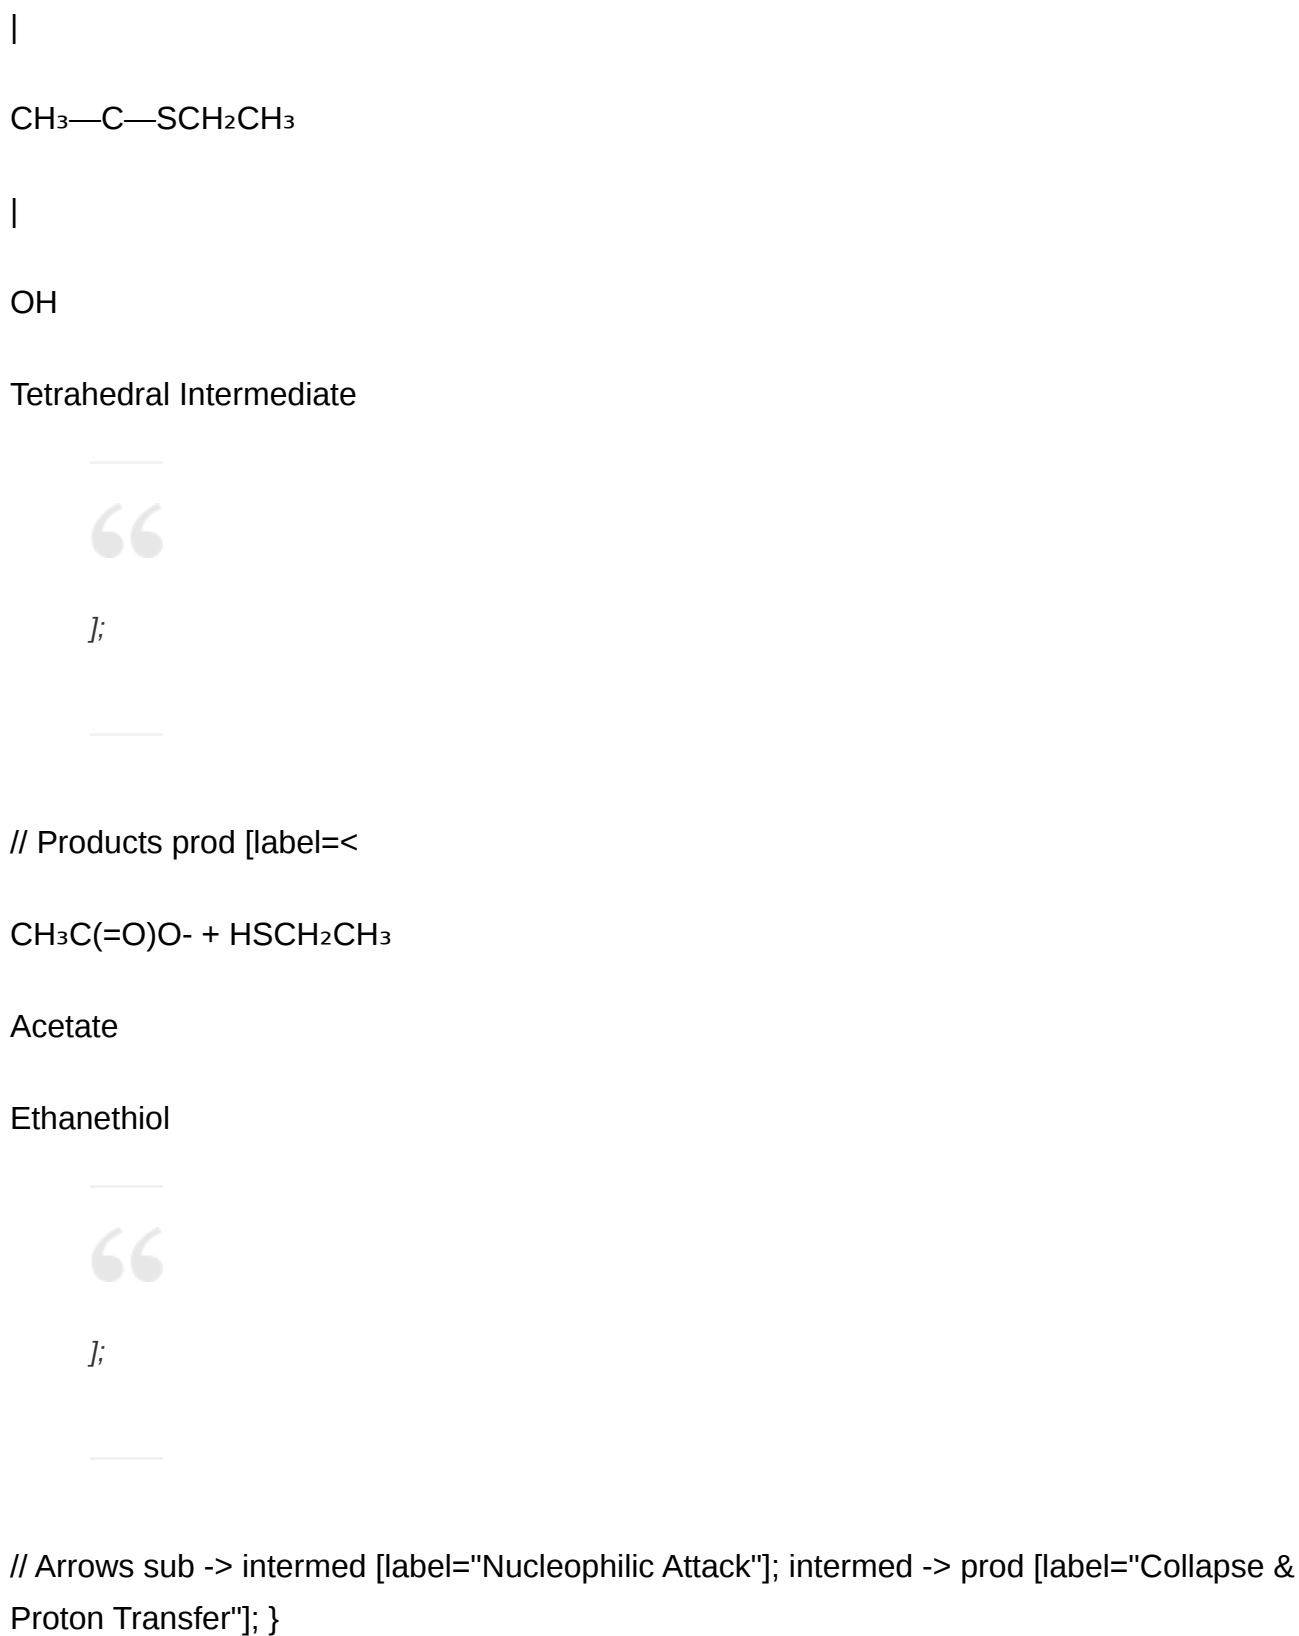 |
CH₃—C—SCH₂CH₃
|
OH
Tetrahedral Intermediate
“
];
// Products prod [label=<
CH₃C(=O)O- + HSCH₂CH₃
Acetate
Ethanethiol
“
];
// Arrows sub -> intermed [label="Nucleophilic Attack"]; intermed -> prod [label="Collapse &
Proton Transfer"]; }